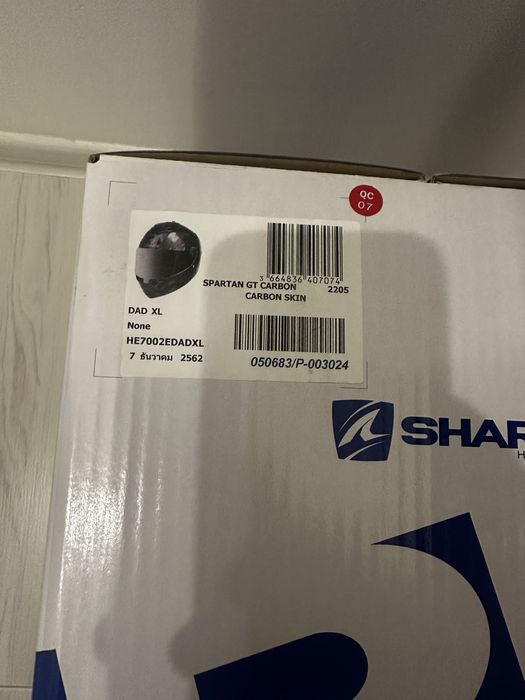 QC
07
3 664836 407074
SPARTAN GT CARBON 2205
CARBON SKIN
DAD XL
None
HE7002EDADXL
7 ธันวาคม 2562
050683/P-003024
SHAR
H